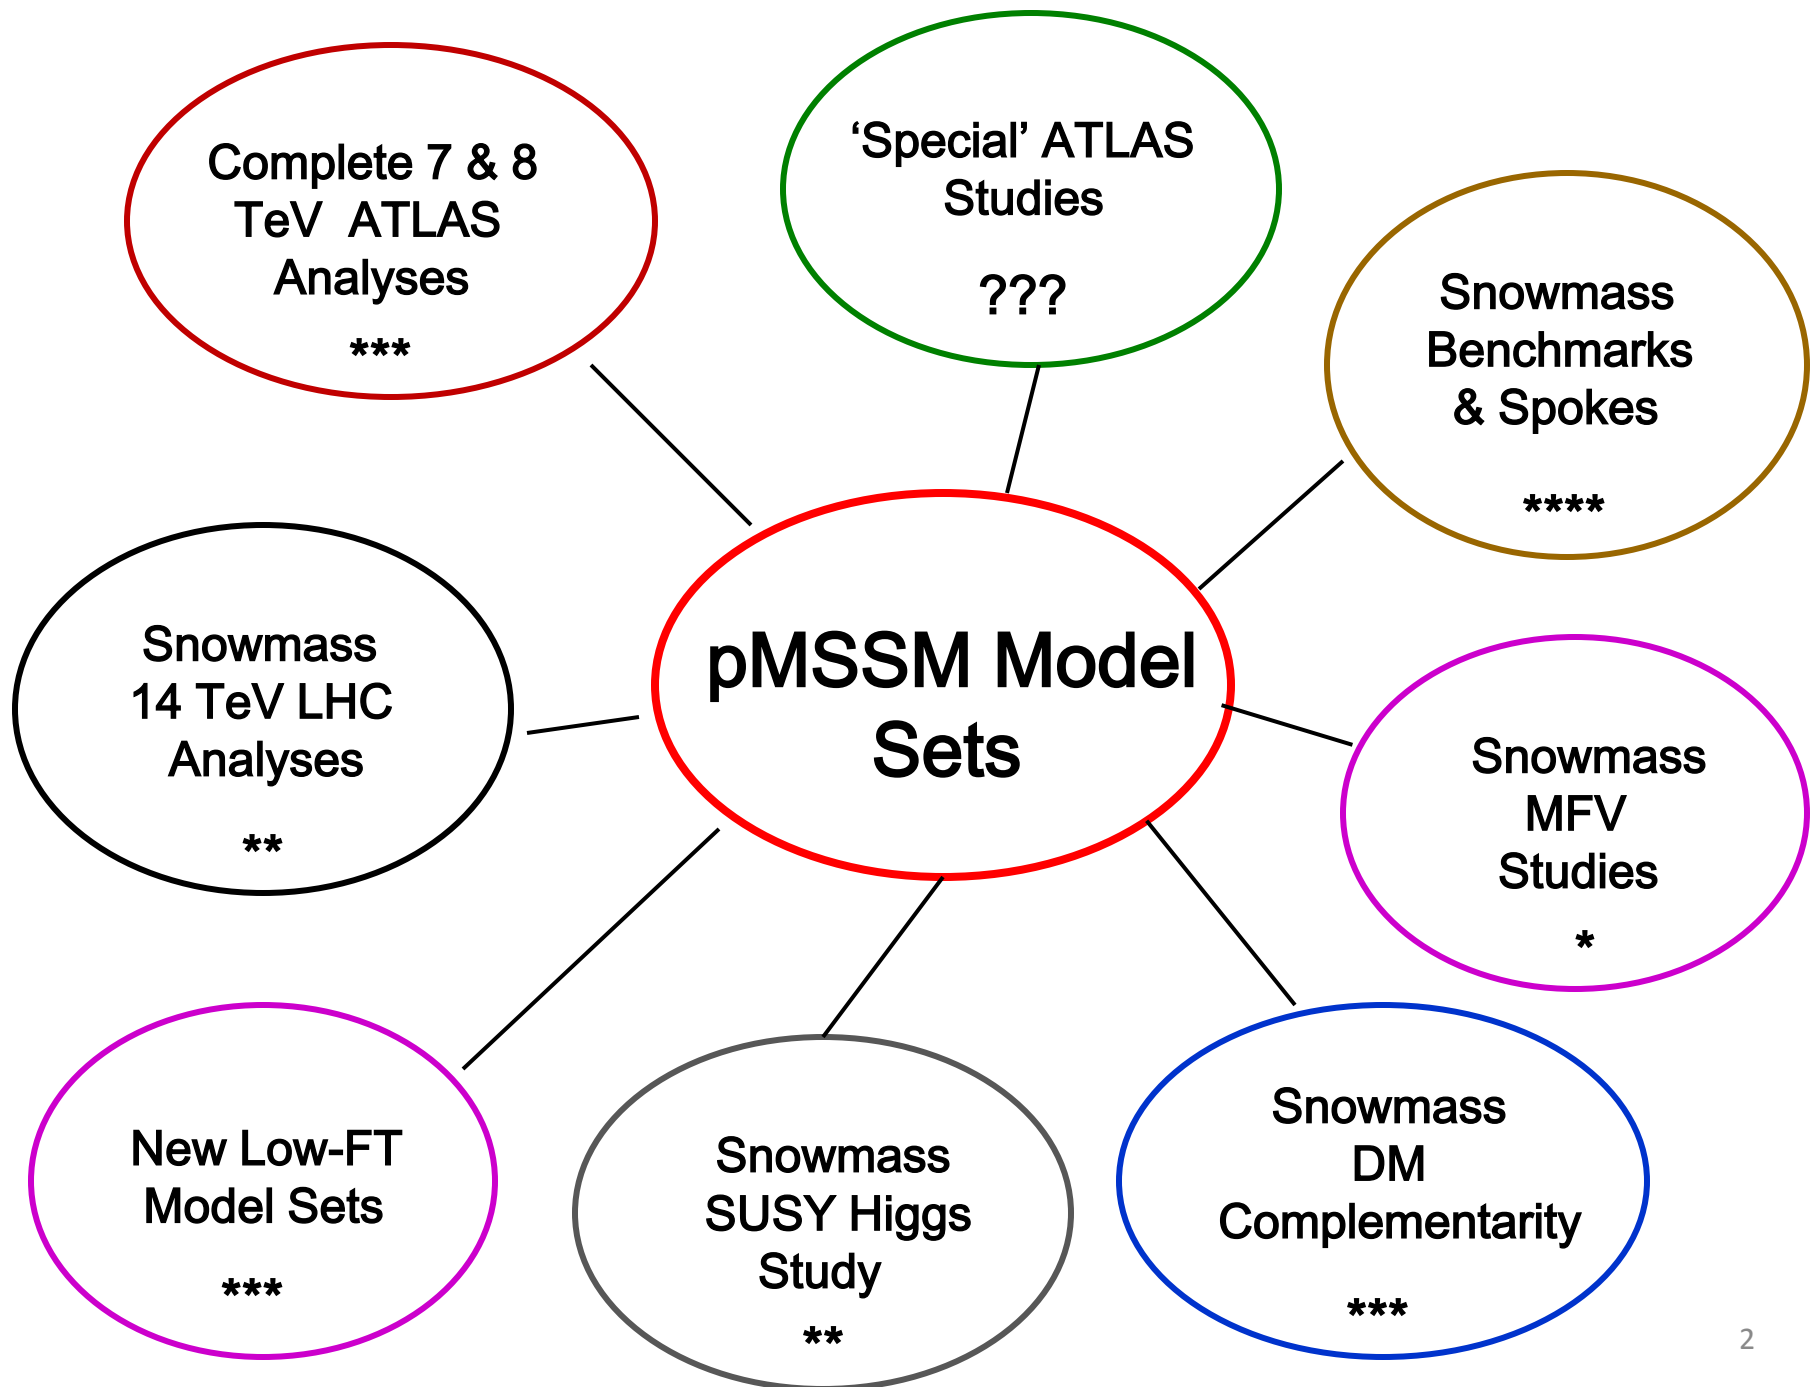 Complete 7 & 8
TeV  ATLAS
Analyses
***
‘Special’ ATLAS
Studies
???
Snowmass
Benchmarks
& Spokes
****
Snowmass
14 TeV LHC
Analyses
**
pMSSM Model
Sets
Snowmass
MFV
Studies
*
New Low-FT
Model Sets
***
Snowmass
SUSY Higgs
Study
**
Snowmass
DM
Complementarity
***
2